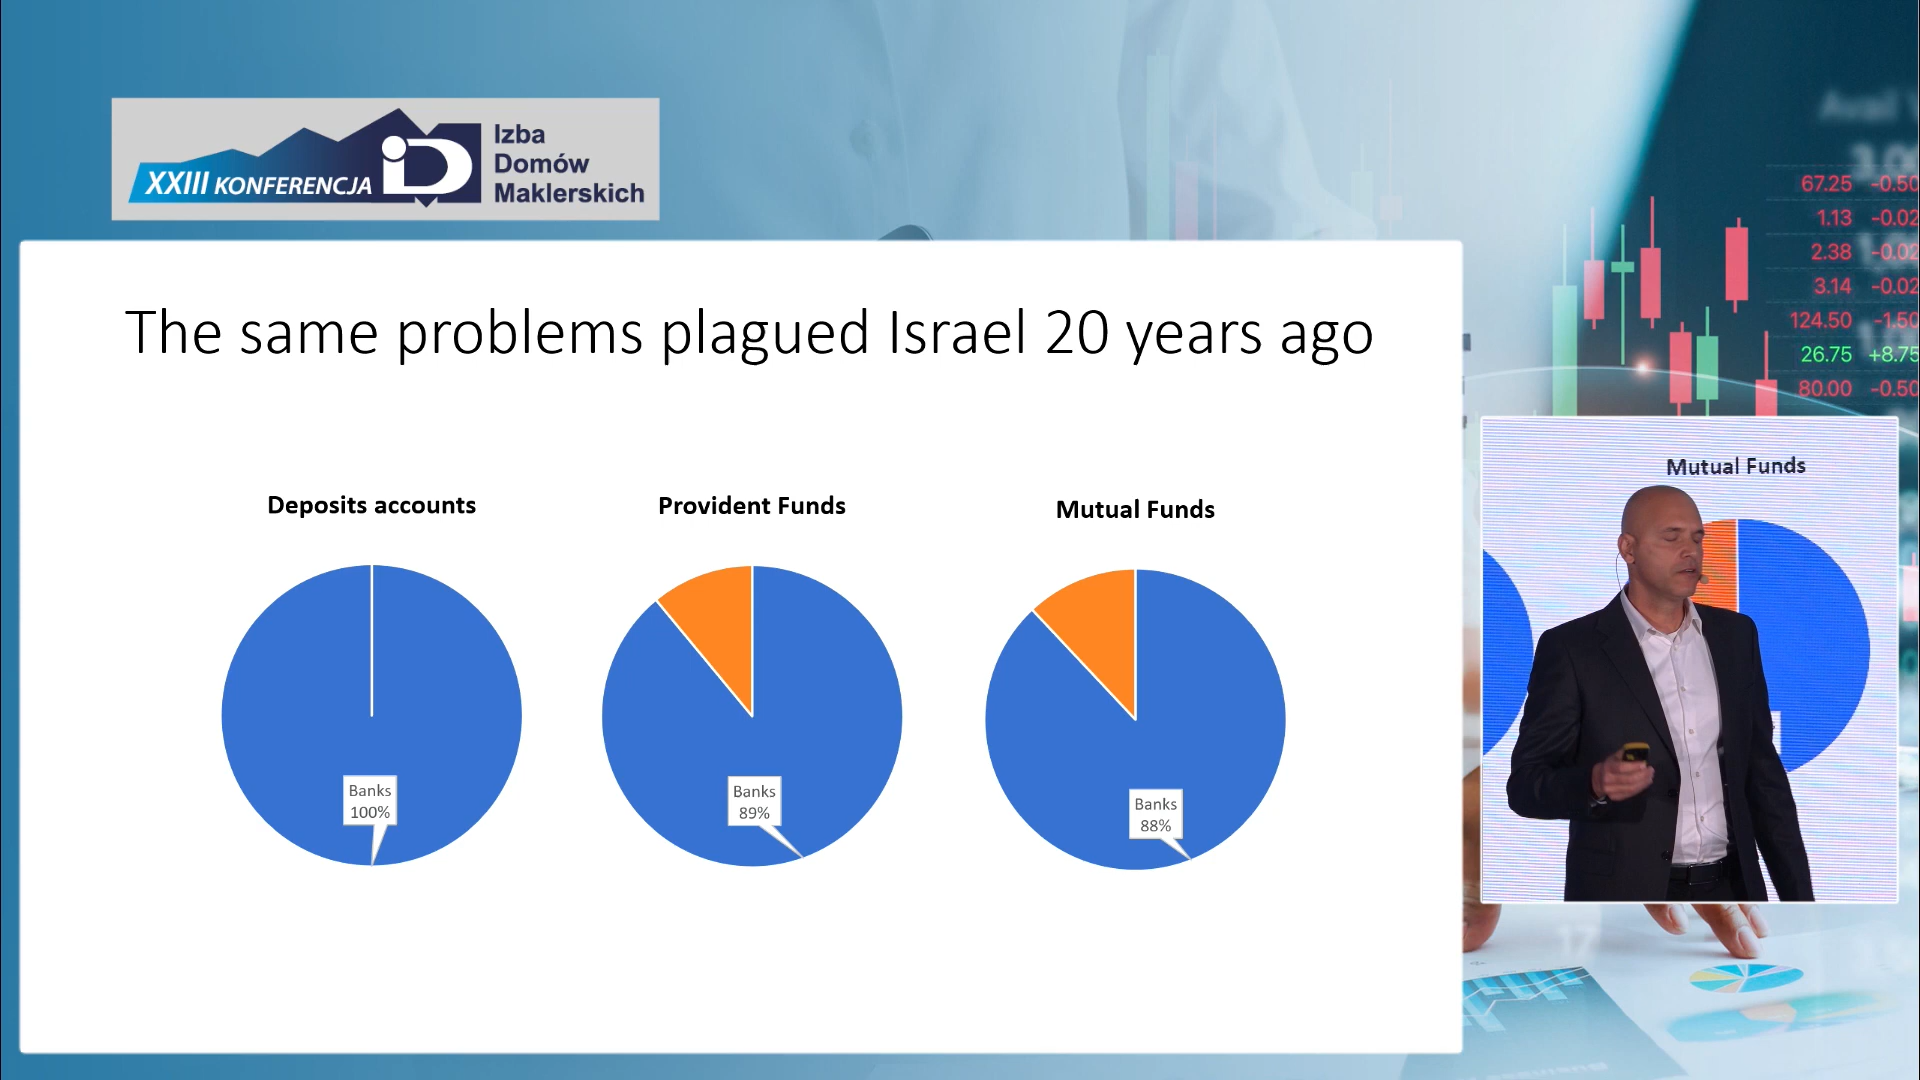 XXIII KONFERENCJA
Izba
Domów
Maklerskich
The same problems plagued Israel 20 years ago
Deposits accounts
Provident Funds
Mutual Funds
Banks
100%
Banks
89%
Banks
88%
Mutual Funds
67.25 -0.50
1.13 -0.02
2.38 -0.02
3.14 -0.02
124.50 -1.50
26.75 +8.75
80.00 -0.50